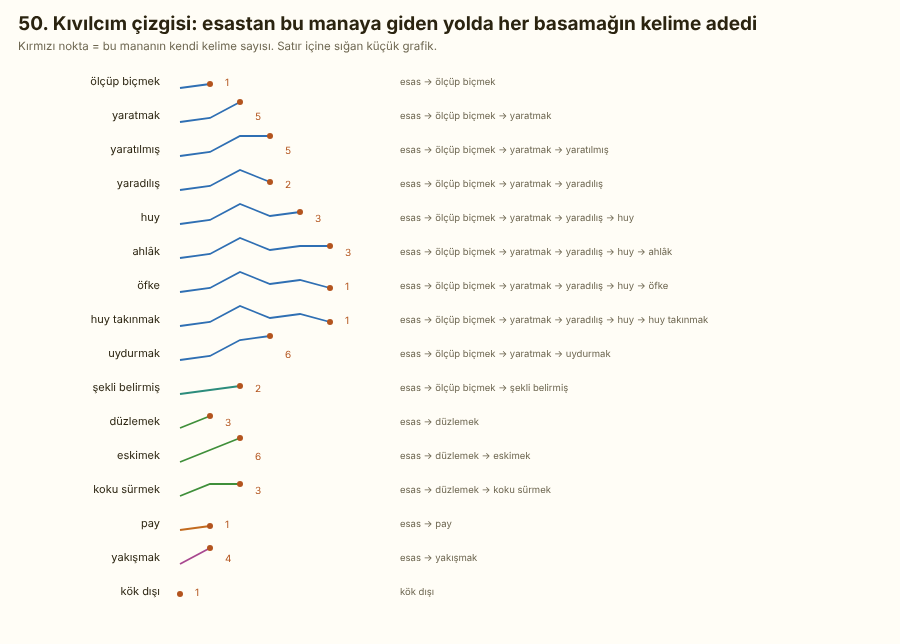 50. Kıvılcım çizgisi: esastan bu manaya giden yolda her basamağın kelime adedi
Kırmızı nokta = bu mananın kendi kelime sayısı. Satır içine sığan küçük grafik.
ölçüp biçmek 1 esas → ölçüp biçmek
yaratmak 5 esas → ölçüp biçmek → yaratmak
yaratılmış 5 esas → ölçüp biçmek → yaratmak → yaratılmış
yaradılış 2 esas → ölçüp biçmek → yaratmak → yaradılış
huy 3 esas → ölçüp biçmek → yaratmak → yaradılış → huy
ahlâk 3 esas → ölçüp biçmek → yaratmak → yaradılış → huy → ahlâk
öfke 1 esas → ölçüp biçmek → yaratmak → yaradılış → huy → öfke
huy takınmak 1 esas → ölçüp biçmek → yaratmak → yaradılış → huy → huy takınmak
uydurmak 6 esas → ölçüp biçmek → yaratmak → uydurmak
şekli belirmiş 2 esas → ölçüp biçmek → şekli belirmiş
düzlemek 3 esas → düzlemek
eskimek 6 esas → düzlemek → eskimek
koku sürmek 3 esas → düzlemek → koku sürmek
pay 1 esas → pay
yakışmak 4 esas → yakışmak
kök dışı 1 kök dışı